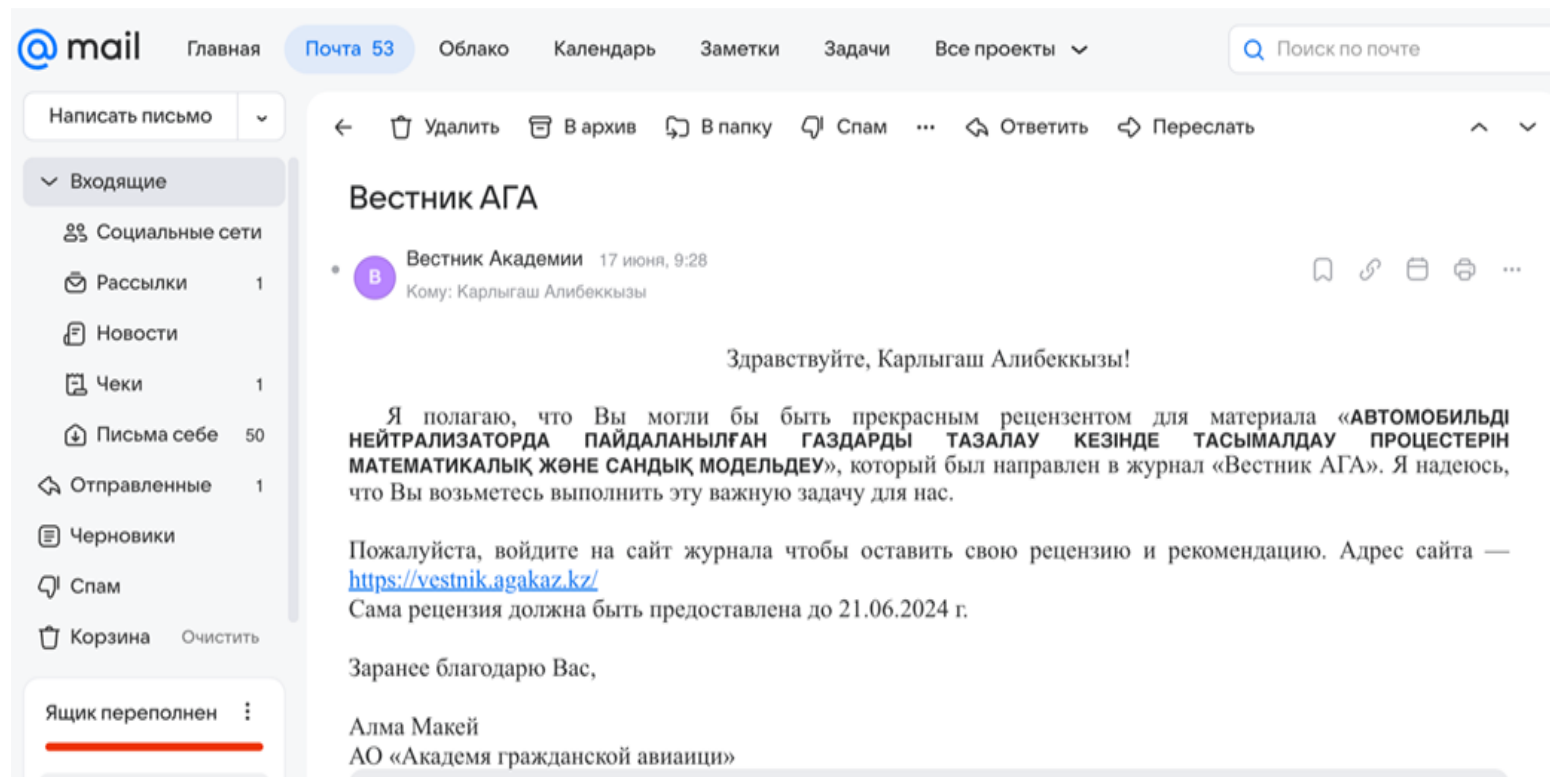 @mail Главная Почта 53 Облако Календарь Заметки Задачи Все проекты Поиск по почте
Написать письмо
Входящие
Социальные сети
Рассылки 1
Новости
Чеки 1
Письма себе 50
Отправленные 1
Черновики
Спам
Корзина Очистить
Ящик переполнен
Удалить В архив В папку Спам ... Ответить Переслать
Вестник АГА
В
Вестник Академии 17 июня, 9:28
Кому: Карлыгаш Алибеккызы
Здравствуйте, Карлыгаш Алибеккызы!
Я полагаю, что Вы могли бы быть прекрасным рецензентом для материала «АВТОМОБИЛЬДІ
НЕЙТРАЛИЗАТОРДА ПАЙДАЛАНЫЛҒАН ГАЗДАРДЫ ТАЗАЛАУ КЕЗІНДЕ ТАСЫМАЛДАУ ПРОЦЕСТЕРІН
МАТЕМАТИКАЛЫҚ ЖӘНЕ САНДЫҚ МОДЕЛЬДЕУ», который был направлен в журнал «Вестник АГА». Я надеюсь,
что Вы возьметесь выполнить эту важную задачу для нас.
Пожалуйста, войдите на сайт журнала чтобы оставить свою рецензию и рекомендацию. Адрес сайта —
https://vestnik.agakaz.kz/
Сама рецензия должна быть предоставлена до 21.06.2024 г.
Заранее благодарю Вас,
Алма Макей
АО «Академя гражданской авиаици»